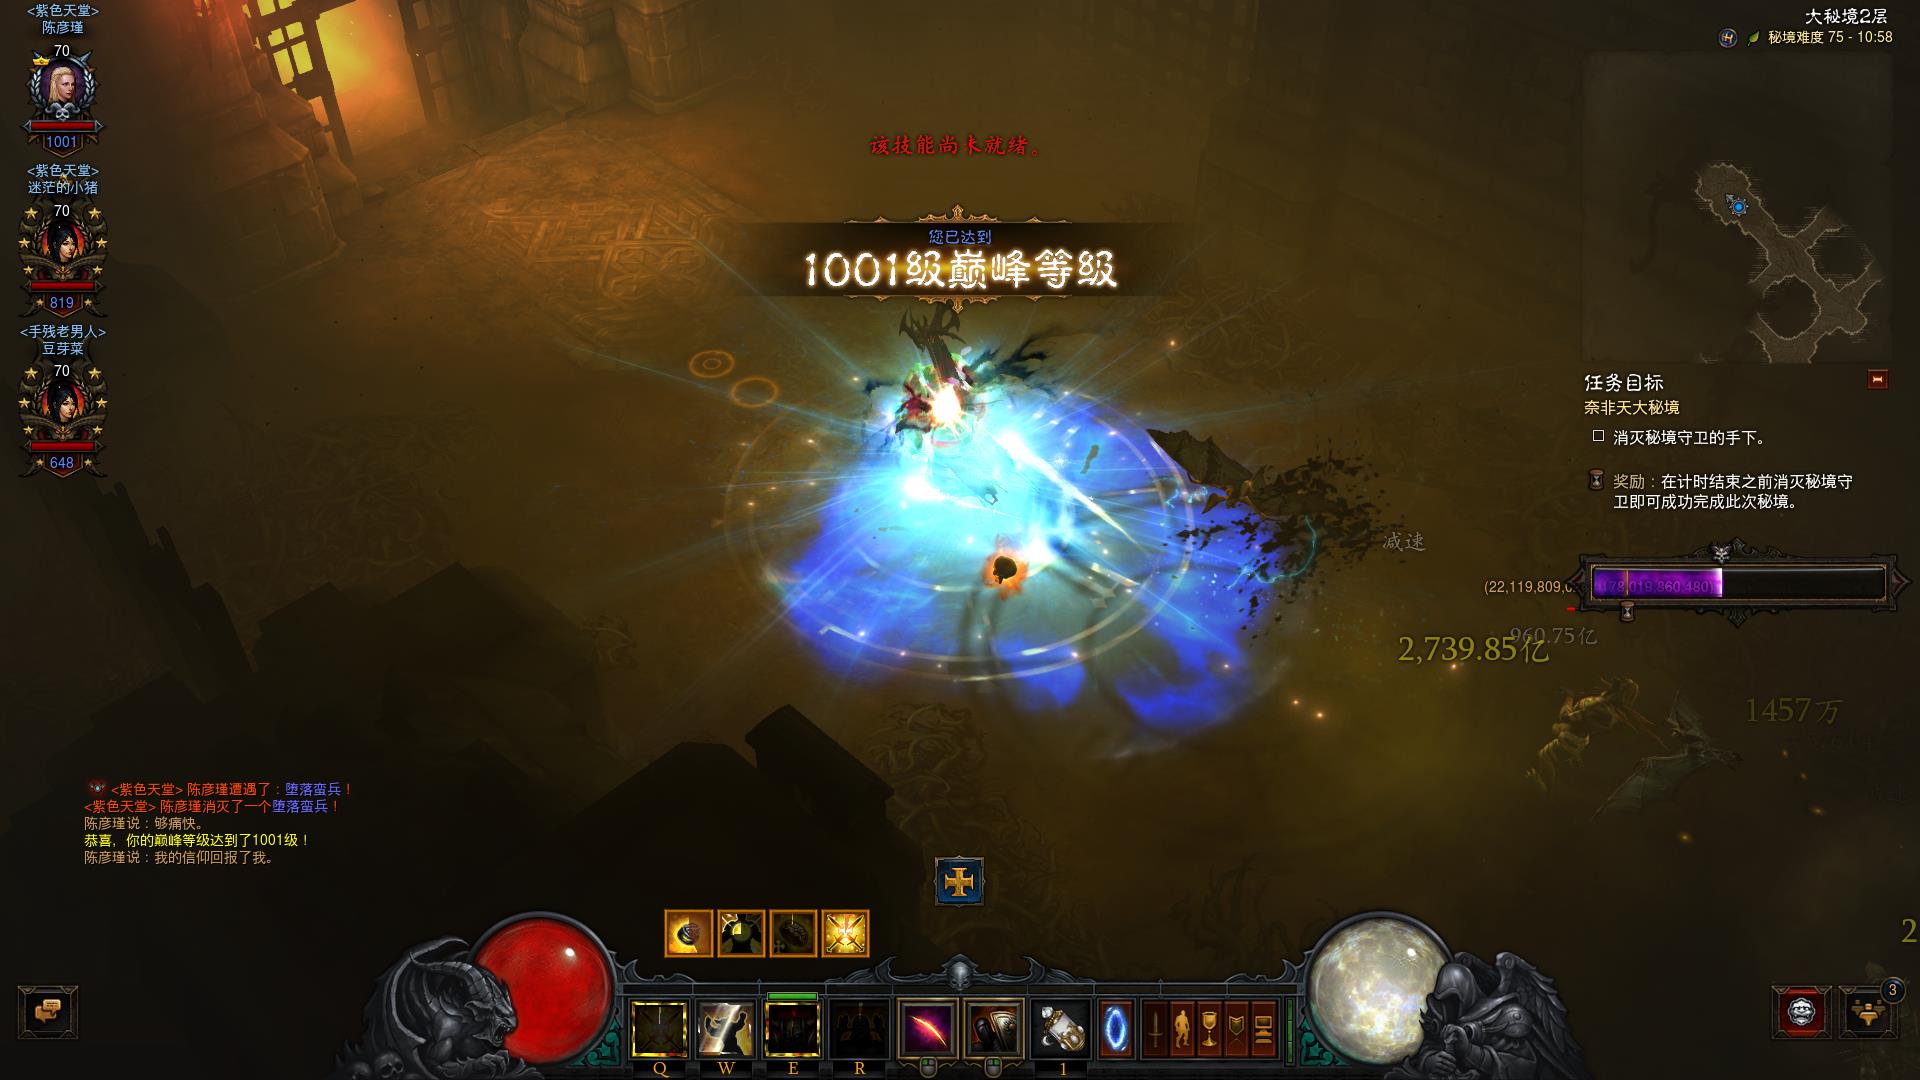 <紫色天堂>
陈彦瑾
70
1001
<紫色天堂>
迷茫的小猪
70
819
<手残老男人>
豆芽菜
70
648
大秘境2层
秘境难度 75 - 10:58
该技能尚未就绪。
您已达到
1001级巅峰等级
任务目标
奈非天大秘境
消灭秘境守卫的手下。
奖励：在计时结束之前消灭秘境守
卫即可成功完成此次秘境。
减速
(22,119,809,
178,019,860,480)
960.75亿
2,739.85亿
1457万
2
<紫色天堂> 陈彦瑾遭遇了：堕落蛮兵！
<紫色天堂> 陈彦瑾消灭了一个堕落蛮兵！
陈彦瑾说：够痛快。
恭喜，你的巅峰等级达到了1001级！
陈彦瑾说：我的信仰回报了我。
Q W E R 1
3